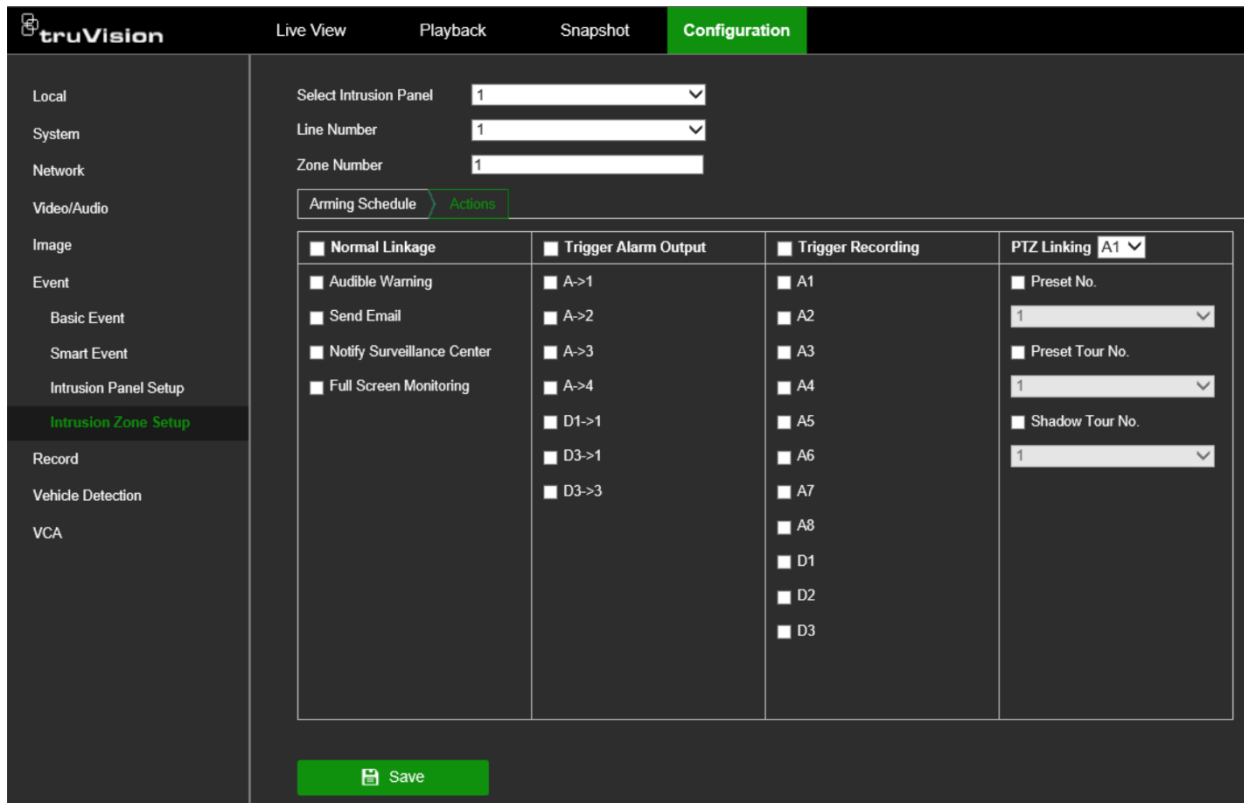 truVision
Live View Playback Snapshot Configuration
Local
System
Network
Video/Audio
Image
Event
Basic Event
Smart Event
Intrusion Panel Setup
Intrusion Zone Setup
Record
Vehicle Detection
VCA
Select Intrusion Panel 1
Line Number 1
Zone Number 1
Arming Schedule Actions
Normal Linkage Trigger Alarm Output Trigger Recording PTZ Linking A1
Audible Warning A->1 A1 Preset No.
Send Email A->2 A2 1
Notify Surveillance Center A->3 A3 Preset Tour No.
Full Screen Monitoring A->4 A4 1
D1->1 A5 Shadow Tour No.
D3->1 A6 1
D3->3 A7
A8
D1
D2
D3
Save